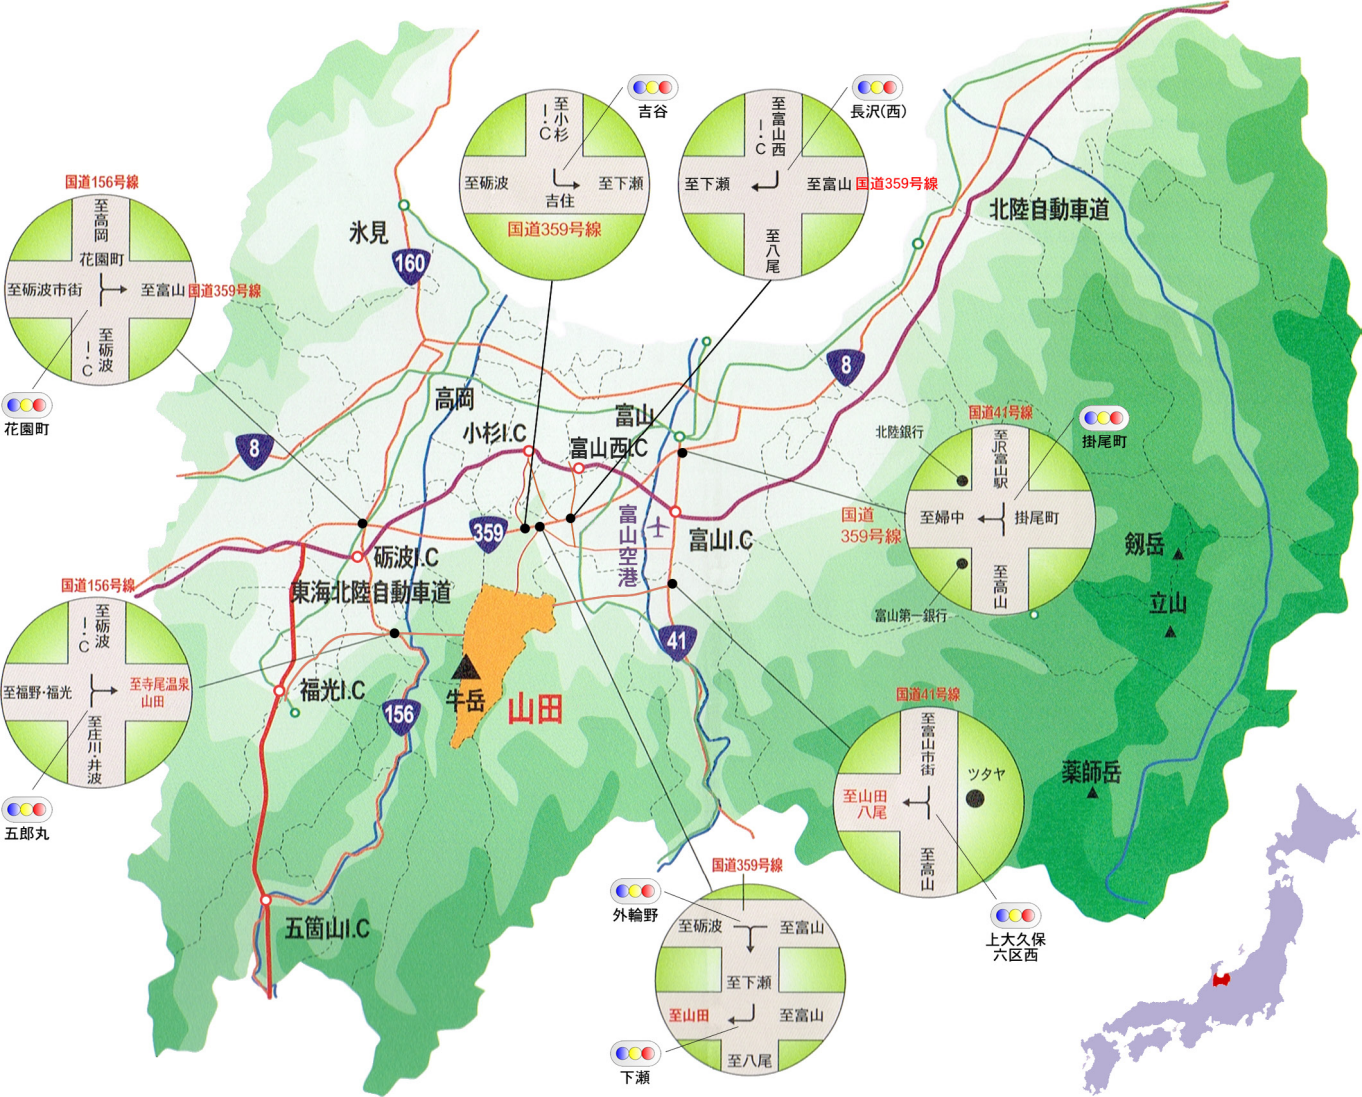 国道156号線
至高岡
花園町
至砺波市街
至富山
国道359号線
至砺波
I・C
花園町
至小杉
I・C
吉谷
至砺波
至下瀬
吉住
国道359号線
至富山西
I・C
長沢(西)
至下瀬
至富山
国道359号線
至八尾
氷見
160
北陸自動車道
8
8
高岡
小杉I.C
富山
富山西I.C
359
富山空港
富山I.C
砺波I.C
東海北陸自動車道
福光I.C
156
牛岳
山田
41
五箇山I.C
剱岳
立山
薬師岳
国道41号線
北陸銀行
至JR富山駅
掛尾町
国道
359号線
至婦中
掛尾町
至高山
富山第一銀行
国道156号線
至砺波
I・C
至福野・福光
至寺尾温泉
山田
至庄川・井波
五郎丸
国道41号線
至富山市街
ツタヤ
至山田
八尾
至高山
上大久保
六区西
国道359号線
外輪野
至砺波
至富山
至下瀬
至山田
至富山
至八尾
下瀬